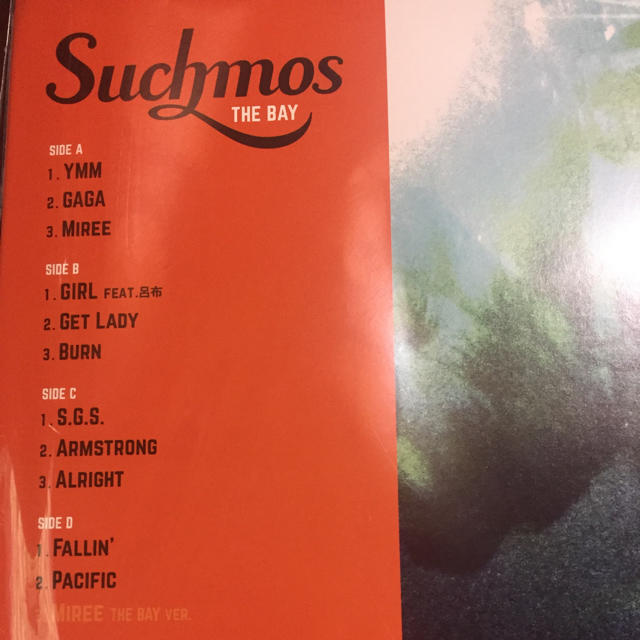 Suchmos
THE BAY
SIDE A
1. YMM
2. GAGA
3. MIREE
SIDE B
1. GIRL FEAT.呂布
2. GET LADY
3. BURN
SIDE C
1. S.G.S.
2. ARMSTRONG
3. ALRIGHT
SIDE D
1. FALLIN'
2. PACIFIC
3. MIREE THE BAY VER.